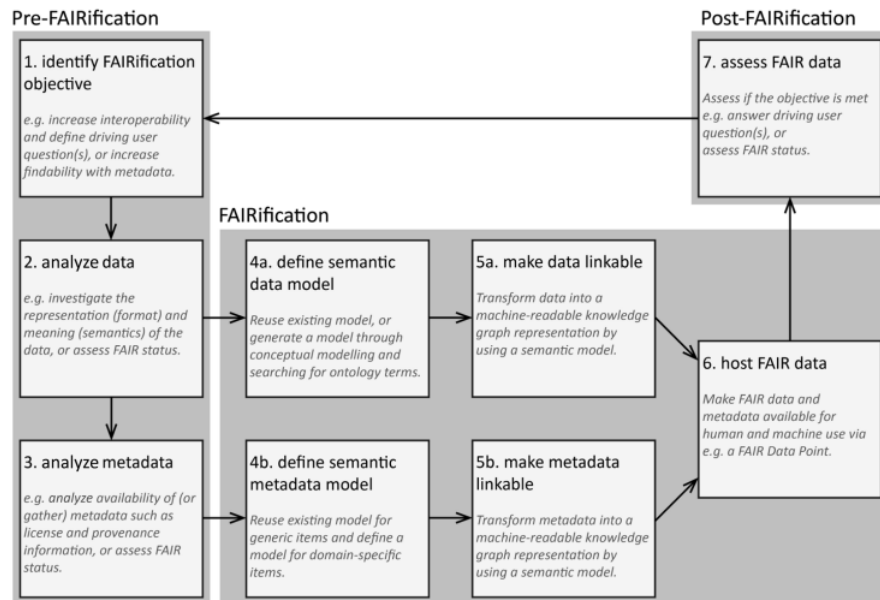 Pre-FAIRification
1. identify FAIRification
objective
e.g. increase interoperability
and define driving user
question(s), or increase
findability with metadata.
2. analyze data
e.g. investigate the
representation (format) and
meaning (semantics) of the
data, or assess FAIR status.
3. analyze metadata
e.g. analyze availability of (or
gather) metadata such as
license and provenance
information, or assess FAIR
status.
FAIRification
4a. define semantic
data model
Reuse existing model, or
generate a model through
conceptual modelling and
searching for ontology terms.
5a. make data linkable
Transform data into a
machine-readable knowledge
graph representation by
using a semantic model.
4b. define semantic
metadata model
Reuse existing model for
generic items and define a
model for domain-specific
items.
5b. make metadata
linkable
Transform metadata into a
machine-readable knowledge
graph representation by
using a semantic model.
6. host FAIR data
Make FAIR data and
metadata available for
human and machine use via
e.g. a FAIR Data Point.
Post-FAIRification
7. assess FAIR data
Assess if the objective is met
e.g. answer driving user
question(s), or
assess FAIR status.